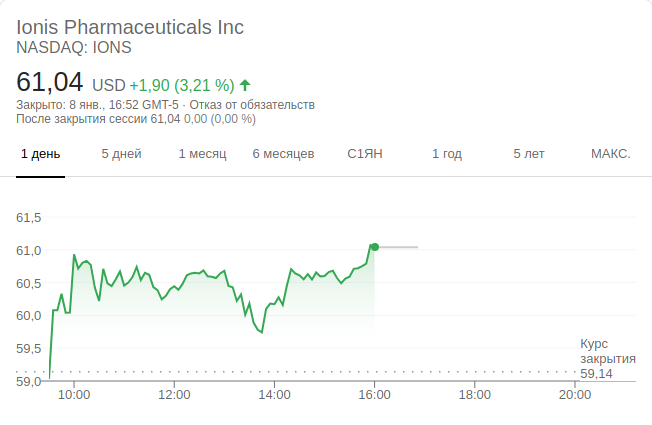 Ionis Pharmaceuticals Inc
NASDAQ: IONS
61,04 USD +1,90 (3,21 %)
Закрыто: 8 янв., 16:52 GMT-5 · Отказ от обязательств
После закрытия сессии 61,04 0,00 (0,00 %)
1 день 5 дней 1 месяц 6 месяцев С1ЯН 1 год 5 лет МАКС.
61,5
61,0
60,5
60,0
59,5
59,0
Курс
закрытия
59,14
10:00 12:00 14:00 16:00 18:00 20:00